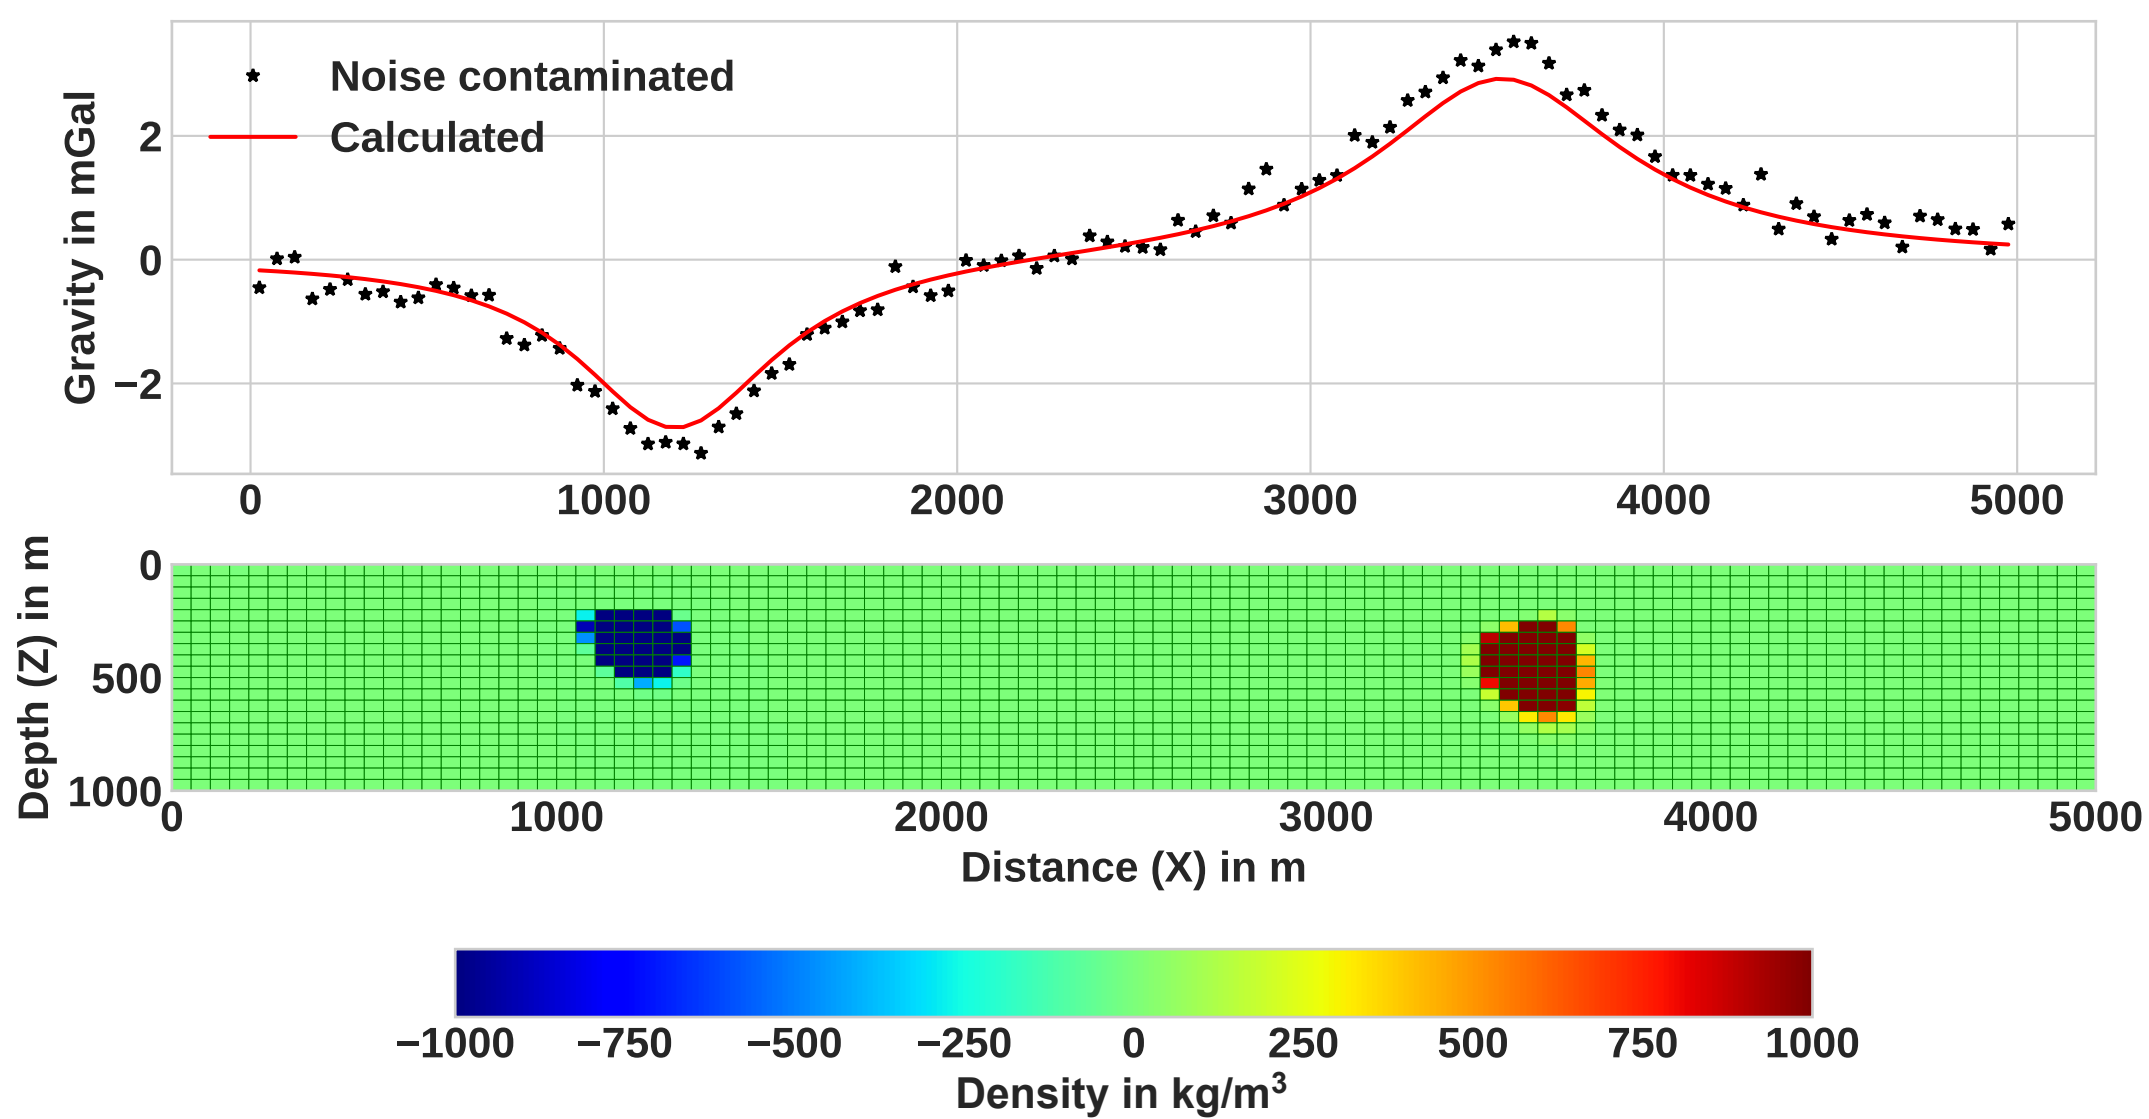 Noise contaminated
Calculated
Gravity in mGal
2
0
−2
0 1000 2000 3000 4000 5000
Depth (Z) in m
0
500
1000
0 1000 2000 3000 4000 5000
Distance (X) in m
−1000 −750 −500 −250 0 250 500 750 1000
Density in kg/m³